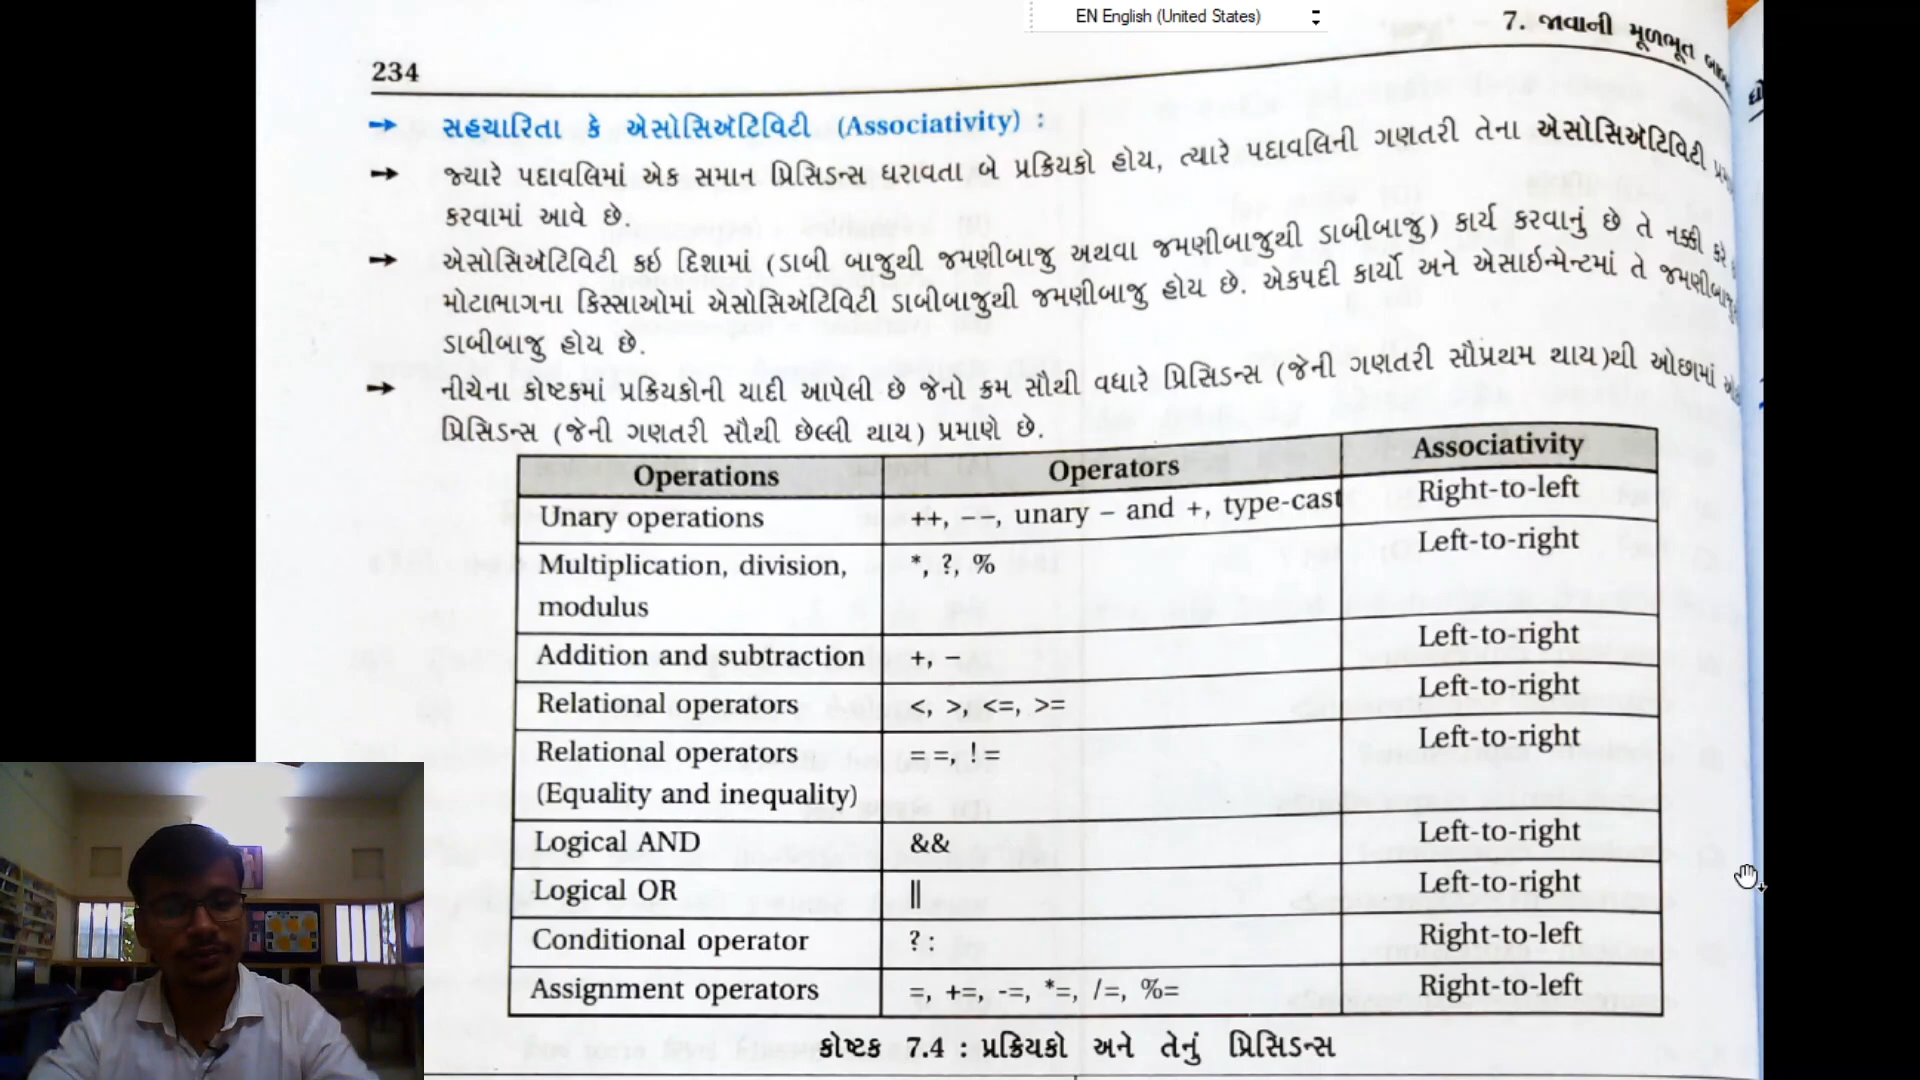 EN English (United States)
7. જાવાની મૂળભૂત
234
➙ સહચારિતા કે એસોસિઍટિવિટી (Associativity) :
➙ જ્યારે પદાવલિમાં એક સમાન પ્રિસિડન્સ ધરાવતા બે પ્રક્રિયકો હોય, ત્યારે પદાવલિની ગણતરી તેના એસોસિઍટિવિટી
કરવામાં આવે છે.
➙ એસોસિઍટિવિટી કઈ દિશામાં (ડાબી બાજુથી જમણીબાજુ અથવા જમણીબાજુથી ડાબીબાજુ) કાર્ય કરવાનું છે તે નક્કી કરે
મોટાભાગના કિસ્સાઓમાં એસોસિઍટિવિટી ડાબીબાજુથી જમણીબાજુ હોય છે. એકપદી કાર્યો અને એસાઈન્મેન્ટમાં તે
ડાબીબાજુ હોય છે.
➙ નીચેના કોષ્ટકમાં પ્રક્રિયકોની યાદી આપેલી છે જેનો ક્રમ સૌથી વધારે પ્રિસિડન્સ (જેની ગણતરી સૌપ્રથમ થાય)થી ઓછામાં
પ્રિસિડન્સ (જેની ગણતરી સૌથી છેલ્લી થાય) પ્રમાણે છે.
Operations Operators Associativity
Unary operations ++, – –, unary – and +, type-cast Right-to-left
Multiplication, division, *, ?, % Left-to-right
modulus
Addition and subtraction +, – Left-to-right
Relational operators <, >, <=, >= Left-to-right
Relational operators = =, ! = Left-to-right
(Equality and inequality)
Logical AND && Left-to-right
Logical OR || Left-to-right
Conditional operator ? : Right-to-left
Assignment operators =, +=, -=, *=, /=, %= Right-to-left
કોષ્ટક 7.4 : પ્રક્રિયકો અને તેનું પ્રિસિડન્સ